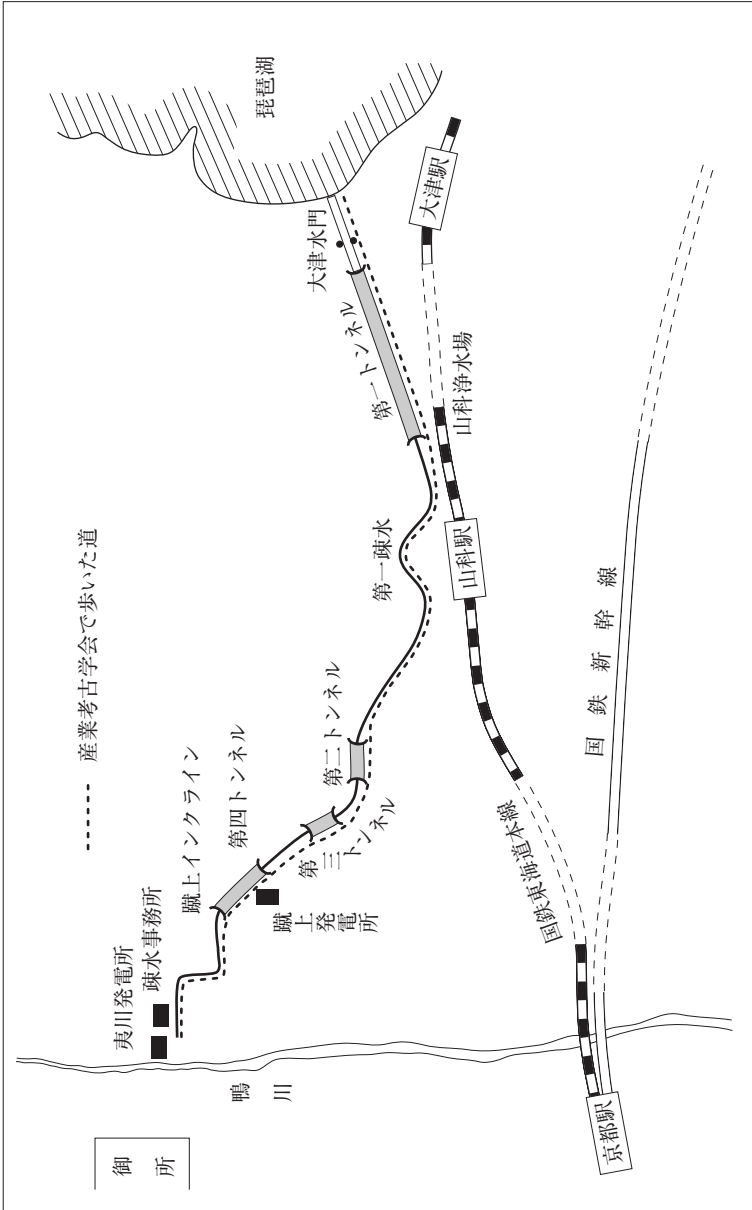 産業考古学会で歩いた道
琵琶湖
大津水門
大津駅
第一トンネル
山科浄水場
第一疎水
山科駅
国鉄新幹線
第二トンネル
第三トンネル
第四トンネル
蹴上インクライン
蹴上発電所
国鉄東海道本線
疎水事務所
夷川発電所
鴨川
京都駅
御所